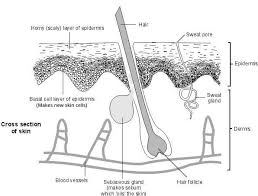 Hair
Horny (scaly) layer of epidermis
Sweat pore
Epidermis
Basal cell layer of epidermis
(Makes new skin cells)
Sweat
gland
Cross section
of skin
Dermis
Blood vessels
Sebaceous gland
(makes sebum
which 'oils' the skin)
Hair follicle